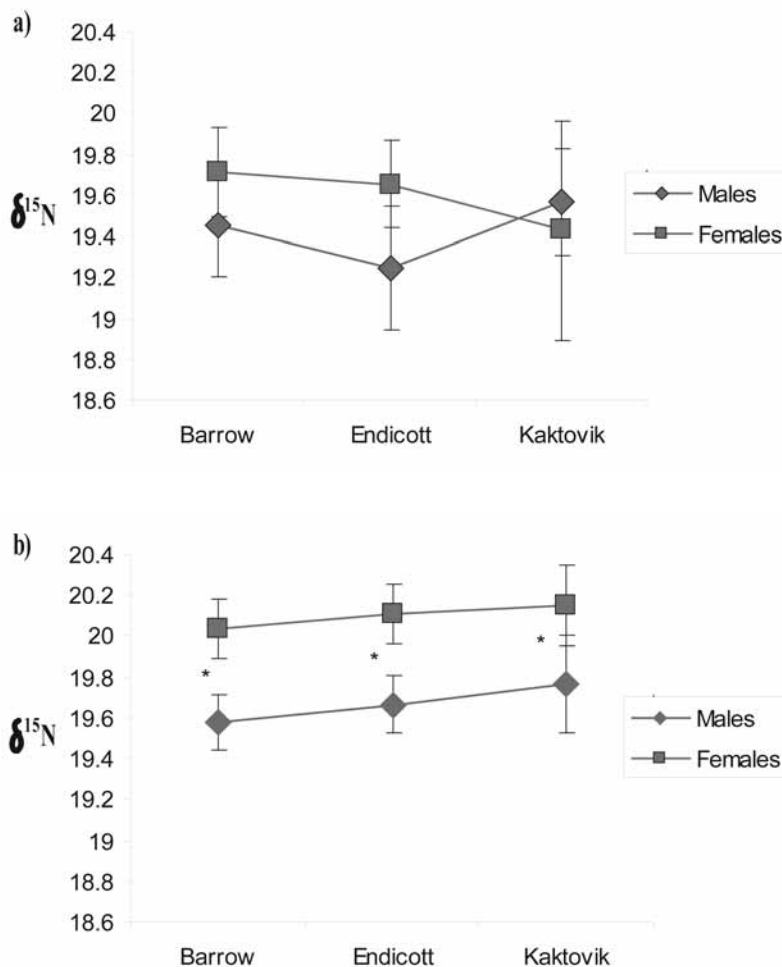 a)
20.4
20.2
20
19.8
19.6
19.4
19.2
19
18.8
18.6
δ¹⁵N
Barrow
Endicott
Kaktovik
Males
Females
b)
20.4
20.2
20
19.8
19.6
19.4
19.2
19
18.8
18.6
δ¹⁵N
*
*
*
Barrow
Endicott
Kaktovik
Males
Females